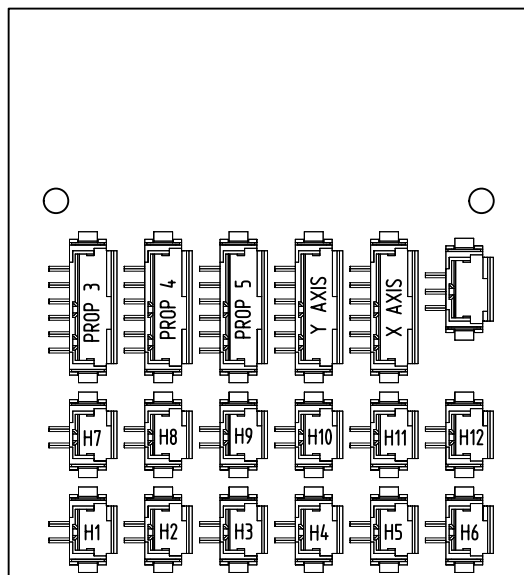 PROP 3
PROP 4
PROP 5
Y AXIS
X AXIS
H7 H8 H9 H10 H11 H12
H1 H2 H3 H4 H5 H6